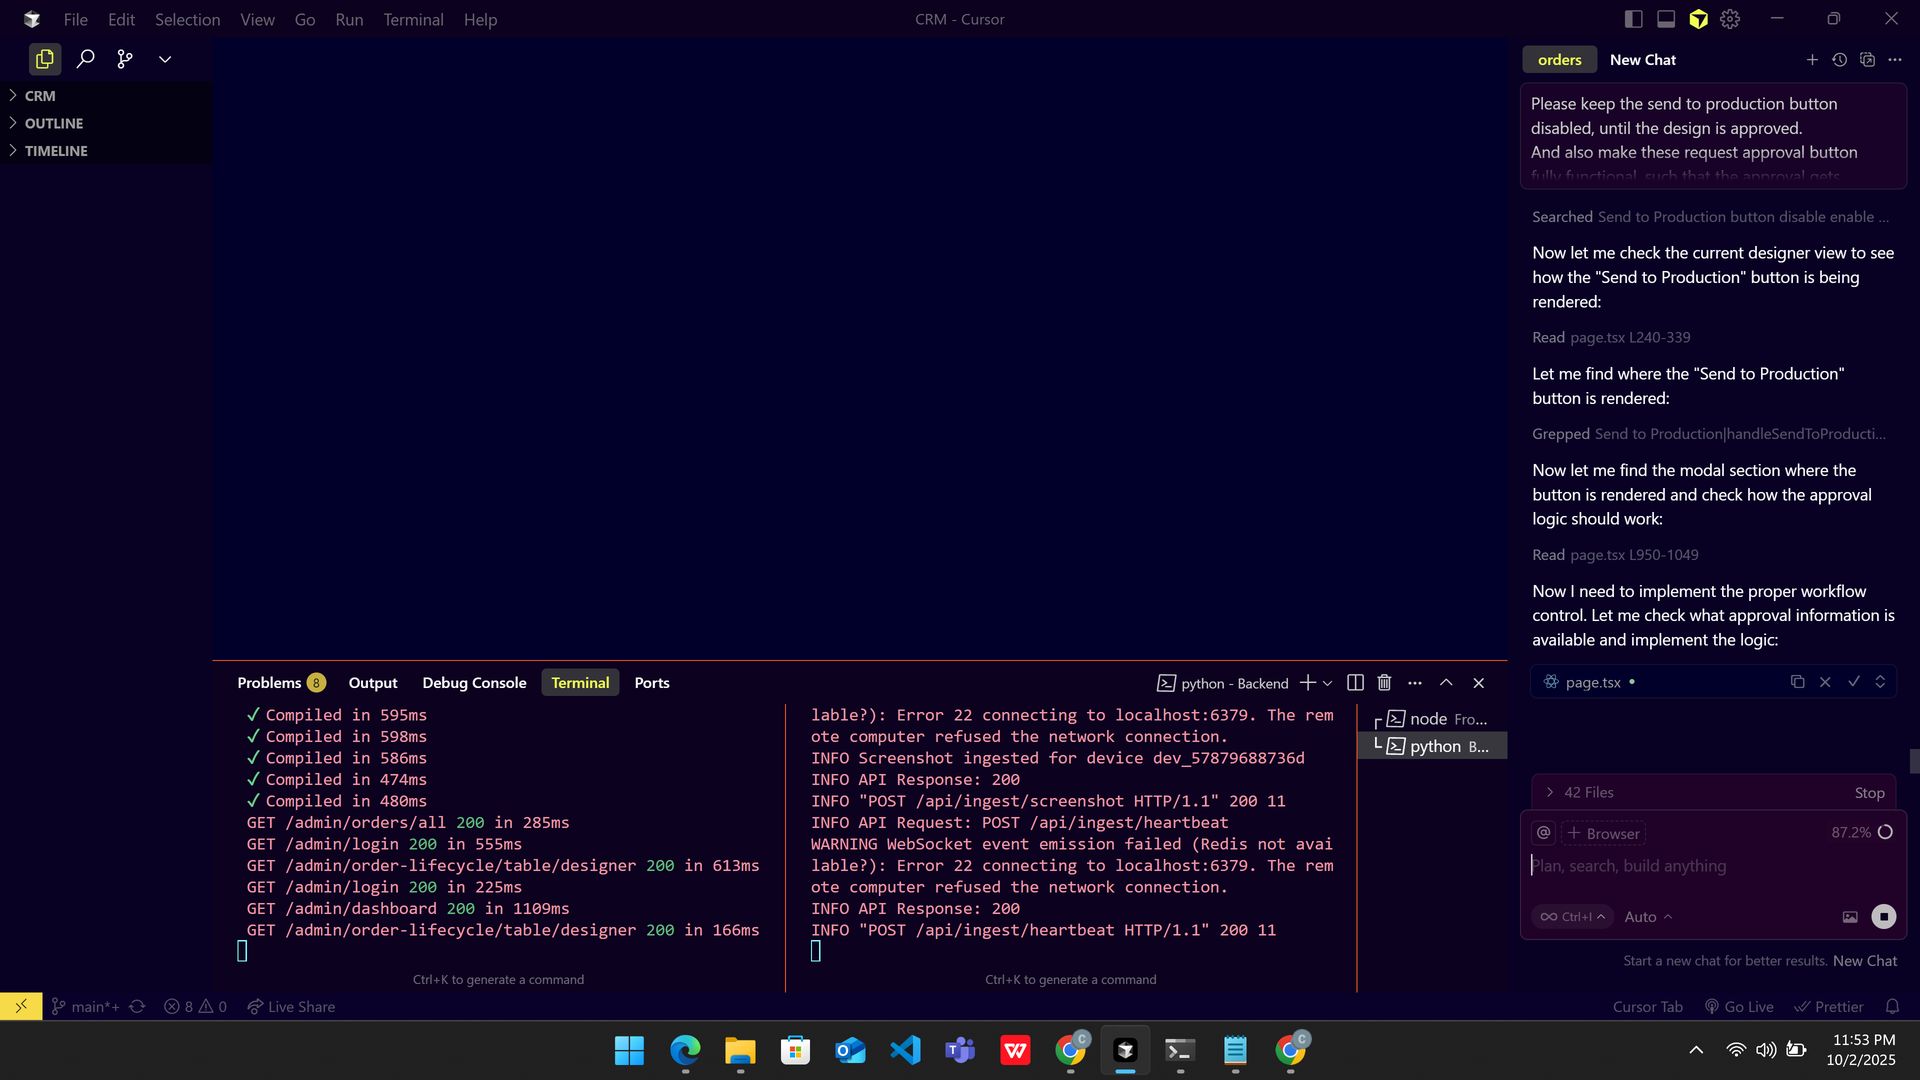 File Edit Selection View Go Run Terminal Help
CRM - Cursor
CRM
OUTLINE
TIMELINE
orders New Chat
Please keep the send to production button
disabled, until the design is approved.
And also make these request approval button
fully functional, such that the approval gets
Searched Send to Production button disable enable ...
Now let me check the current designer view to see
how the "Send to Production" button is being
rendered:
Read page.tsx L240-339
Let me find where the "Send to Production"
button is rendered:
Grepped Send to Production|handleSendToProducti...
Now let me find the modal section where the
button is rendered and check how the approval
logic should work:
Read page.tsx L950-1049
Now I need to implement the proper workflow
control. Let me check what approval information is
available and implement the logic:
page.tsx •
42 Files Stop
@ + Browser 87.2%
Plan, search, build anything
∞ Ctrl+I Auto
Start a new chat for better results. New Chat
Problems 8 Output Debug Console Terminal Ports
python - Backend
✓ Compiled in 595ms
✓ Compiled in 598ms
✓ Compiled in 586ms
✓ Compiled in 474ms
✓ Compiled in 480ms
GET /admin/orders/all 200 in 285ms
GET /admin/login 200 in 555ms
GET /admin/order-lifecycle/table/designer 200 in 613ms
GET /admin/login 200 in 225ms
GET /admin/dashboard 200 in 1109ms
GET /admin/order-lifecycle/table/designer 200 in 166ms
Ctrl+K to generate a command
lable?): Error 22 connecting to localhost:6379. The rem
ote computer refused the network connection.
INFO Screenshot ingested for device dev_57879688736d
INFO API Response: 200
INFO "POST /api/ingest/screenshot HTTP/1.1" 200 11
INFO API Request: POST /api/ingest/heartbeat
WARNING WebSocket event emission failed (Redis not avai
lable?): Error 22 connecting to localhost:6379. The rem
ote computer refused the network connection.
INFO API Response: 200
INFO "POST /api/ingest/heartbeat HTTP/1.1" 200 11
Ctrl+K to generate a command
node Fro...
python B...
main*+ 8 0 Live Share
Cursor Tab Go Live Prettier
11:53 PM
10/2/2025